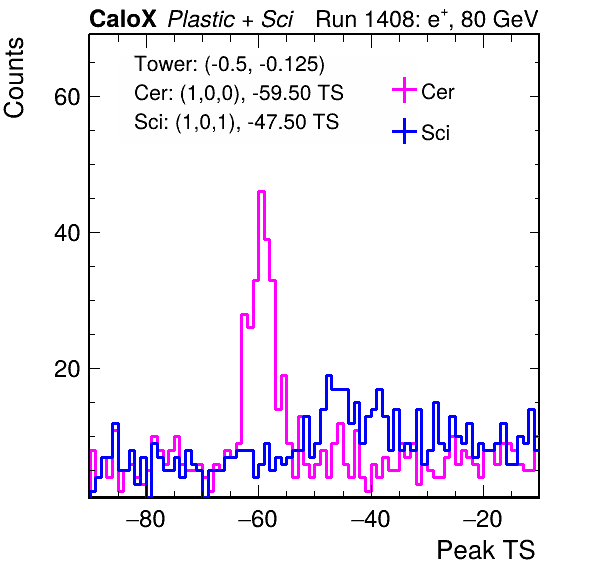 CaloX Plastic + Sci Run 1408: e⁺, 80 GeV
Tower: (-0.5, -0.125)
Cer: (1,0,0), -59.50 TS
Sci: (1,0,1), -47.50 TS
Cer
Sci
Counts
60
40
20
−80 −60 −40 −20
Peak TS